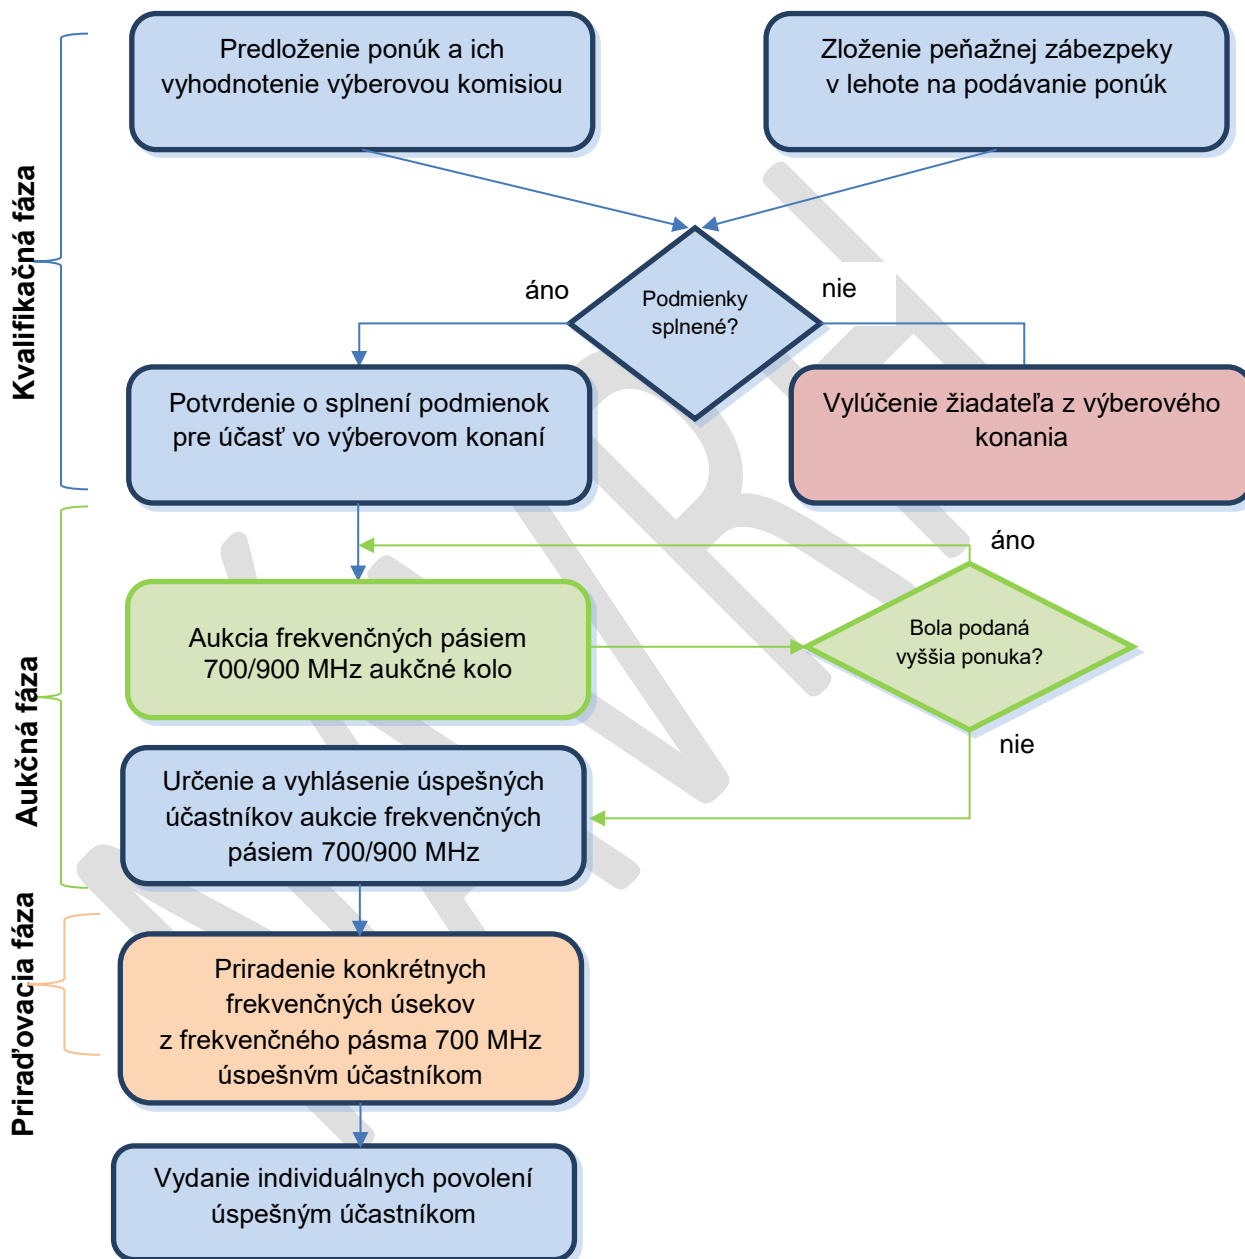 Predloženie ponúk a ich
vyhodnotenie výberovou komisiou
Zloženie peňažnej zábezpeky
v lehote na podávanie ponúk
Kvalifikačná fáza
áno
Podmienky
splnené?
nie
Potvrdenie o splnení podmienok
pre účasť vo výberovom konaní
Vylúčenie žiadateľa z výberového
konania
áno
Aukčná fáza
Aukcia frekvenčných pásiem
700/900 MHz aukčné kolo
Bola podaná
vyššia ponuka?
nie
Určenie a vyhlásenie úspešných
účastníkov aukcie frekvenčných
pásiem 700/900 MHz
Priraďovacia fáza
Priradenie konkrétnych
frekvenčných úsekov
z frekvenčného pásma 700 MHz
úspešným účastníkom
Vydanie individuálnych povolení
úspešným účastníkom
NÁVRH